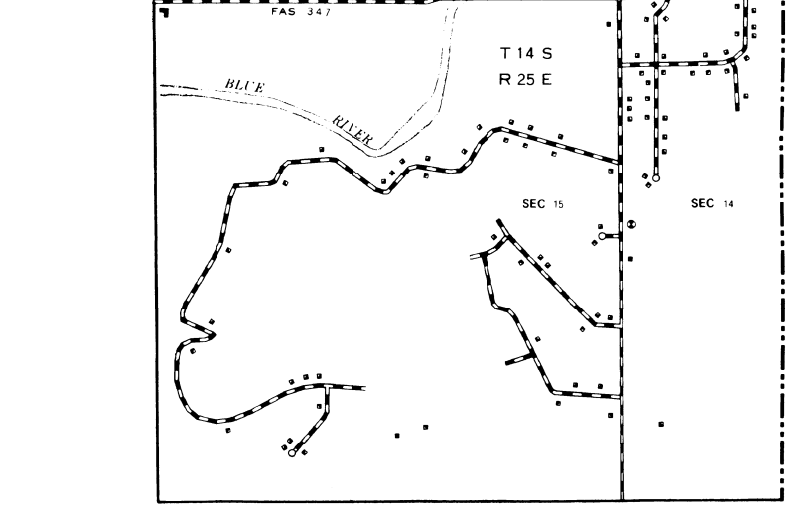 FAS 347
T 14 S
R 25 E
BLUE
RIVER
SEC 15
SEC 14